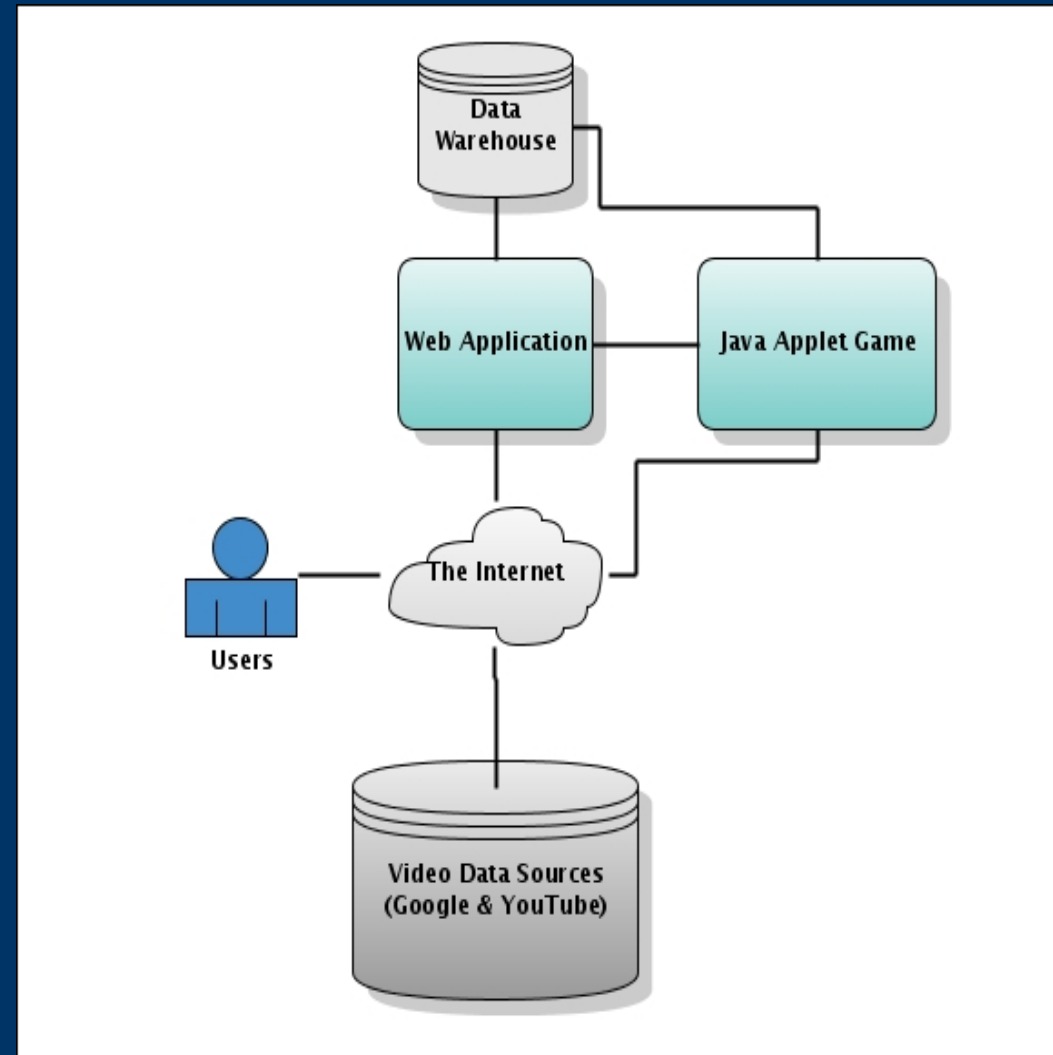 Data
Warehouse
Web Application
Java Applet Game
The Internet
Users
Video Data Sources
(Google & YouTube)